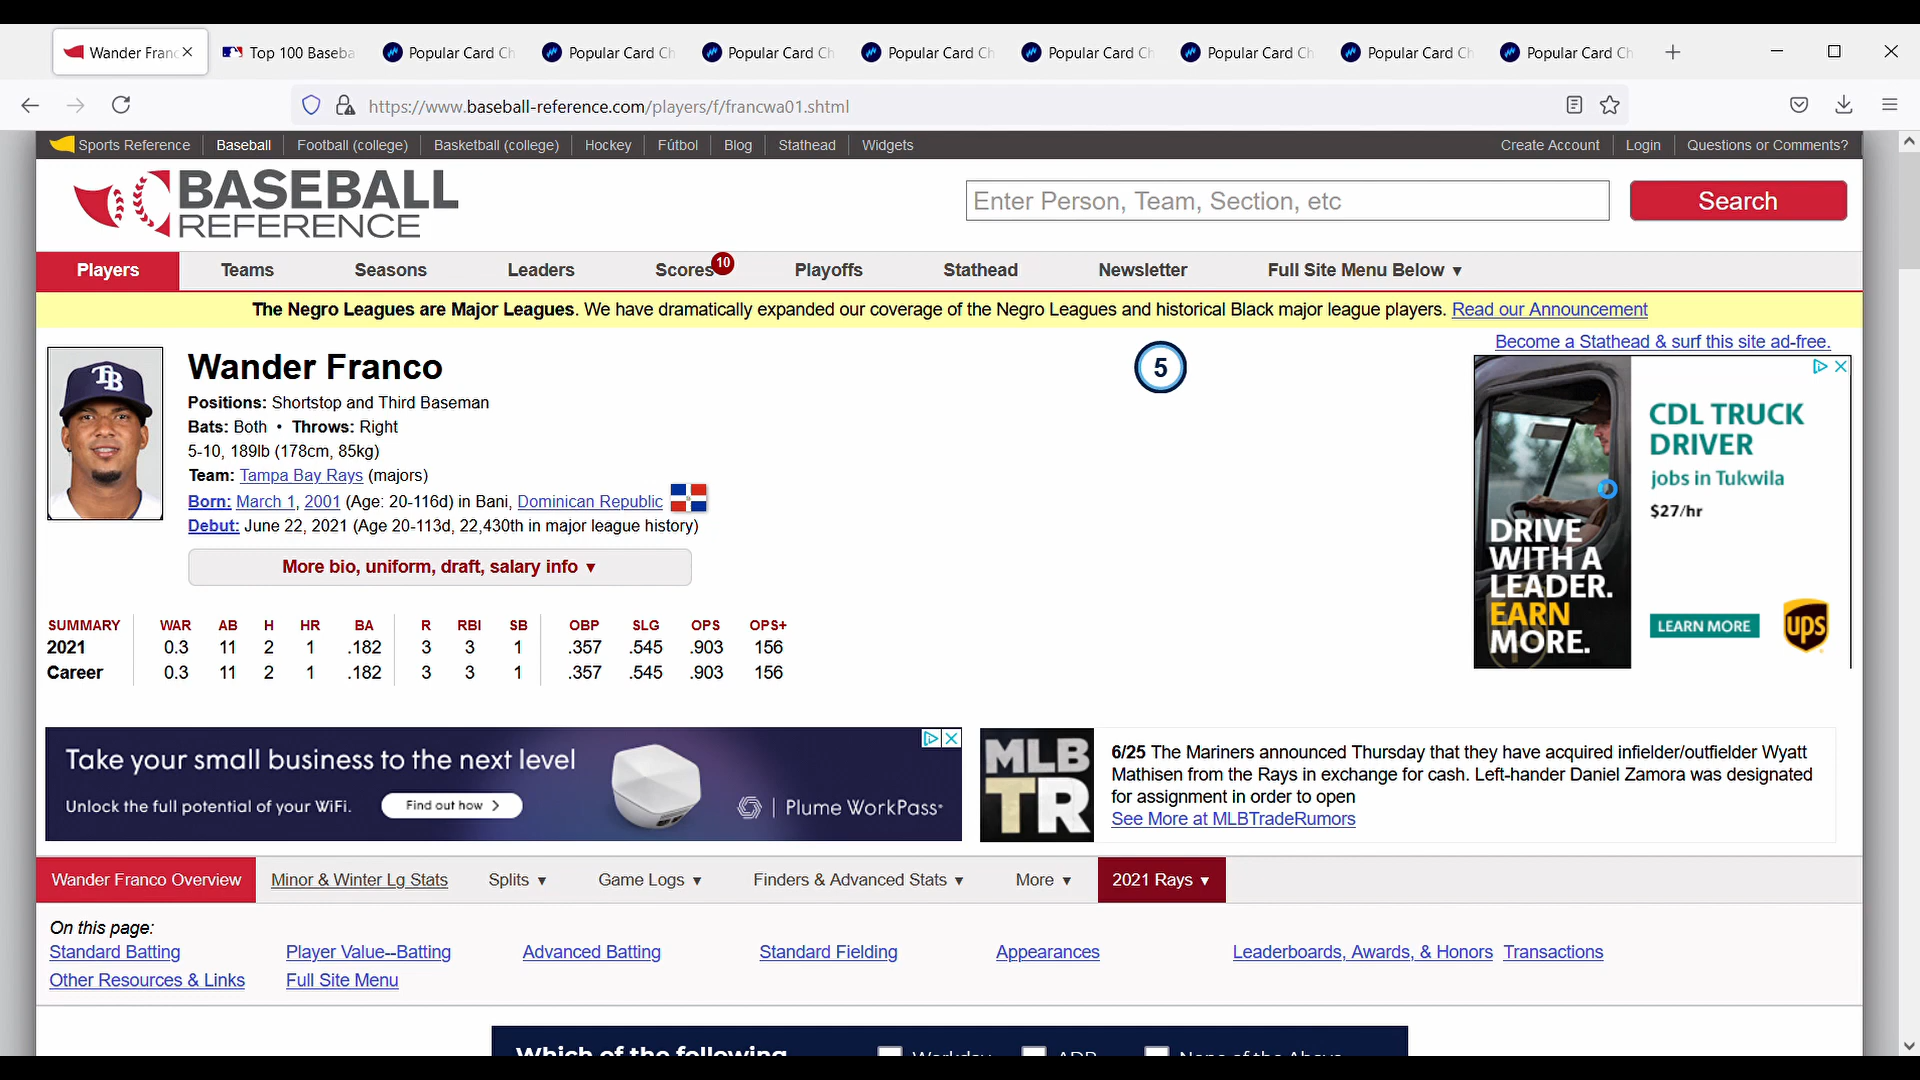 Wander Franc
Top 100 Baseba
Popular Card Ch
Popular Card Ch
Popular Card Ch
Popular Card Ch
Popular Card Ch
Popular Card Ch
Popular Card Ch
Popular Card Ch
https://www.baseball-reference.com/players/f/francwa01.shtml
Sports Reference Baseball Football (college) Basketball (college) Hockey Fútbol Blog Stathead Widgets Create Account Login Questions or Comments?
BASEBALL
REFERENCE
Enter Person, Team, Section, etc
Search
Players Teams Seasons Leaders Scores 10 Playoffs Stathead Newsletter Full Site Menu Below ▼
The Negro Leagues are Major Leagues. We have dramatically expanded our coverage of the Negro Leagues and historical Black major league players. Read our Announcement
Become a Stathead & surf this site ad-free.
TB
Wander Franco
5
Positions: Shortstop and Third Baseman
Bats: Both • Throws: Right
5-10, 189lb (178cm, 85kg)
Team: Tampa Bay Rays (majors)
Born: March 1, 2001 (Age: 20-116d) in Bani, Dominican Republic
Debut: June 22, 2021 (Age 20-113d, 22,430th in major league history)
More bio, uniform, draft, salary info ▼
CDL TRUCK
DRIVER
jobs in Tukwila
$27/hr
DRIVE
WITH A
LEADER.
EARN
MORE.
LEARN MORE
ups
SUMMARY WAR AB H HR BA R RBI SB OBP SLG OPS OPS+
2021 0.3 11 2 1 .182 3 3 1 .357 .545 .903 156
Career 0.3 11 2 1 .182 3 3 1 .357 .545 .903 156
Take your small business to the next level
Unlock the full potential of your WiFi.
Find out how >
Plume WorkPass
MLB
TR
6/25 The Mariners announced Thursday that they have acquired infielder/outfielder Wyatt
Mathisen from the Rays in exchange for cash. Left-hander Daniel Zamora was designated
for assignment in order to open
See More at MLBTradeRumors
Wander Franco Overview Minor & Winter Lg Stats Splits ▼ Game Logs ▼ Finders & Advanced Stats ▼ More ▼ 2021 Rays ▼
On this page:
Standard Batting Player Value--Batting Advanced Batting Standard Fielding Appearances Leaderboards, Awards, & Honors Transactions
Other Resources & Links Full Site Menu
Which of the following Workday ADP None of the Above